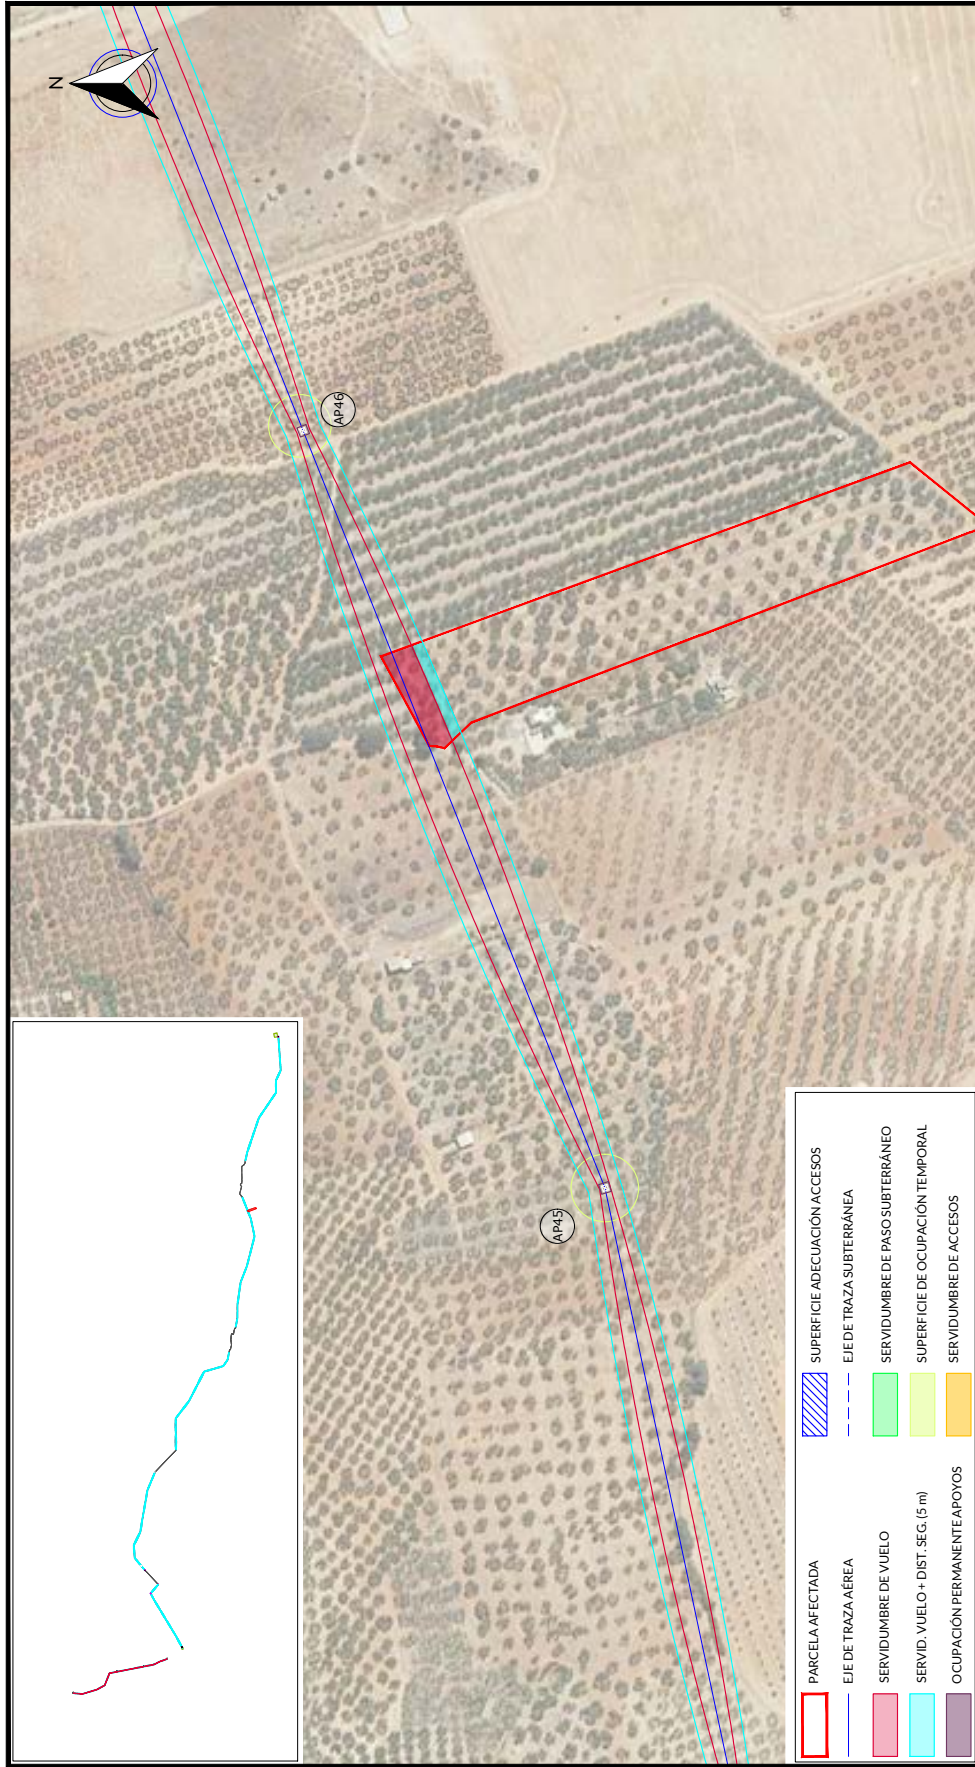 N
AP46
AP45
PARCELA AFECTADA
EJE DE TRAZA AÉREA
SERVIDUMBRE DE VUELO
SERVID. VUELO + DIST. SEG. (5 m)
OCUPACIÓN PERMANENTE APOYOS
SUPERFICIE ADECUACIÓN ACCESOS
EJE DE TRAZA SUBTERRÁNEA
SERVIDUMBRE DE PASO SUBTERRÁNEO
SUPERFICIE DE OCUPACIÓN TEMPORAL
SERVIDUMBRE DE ACCESOS